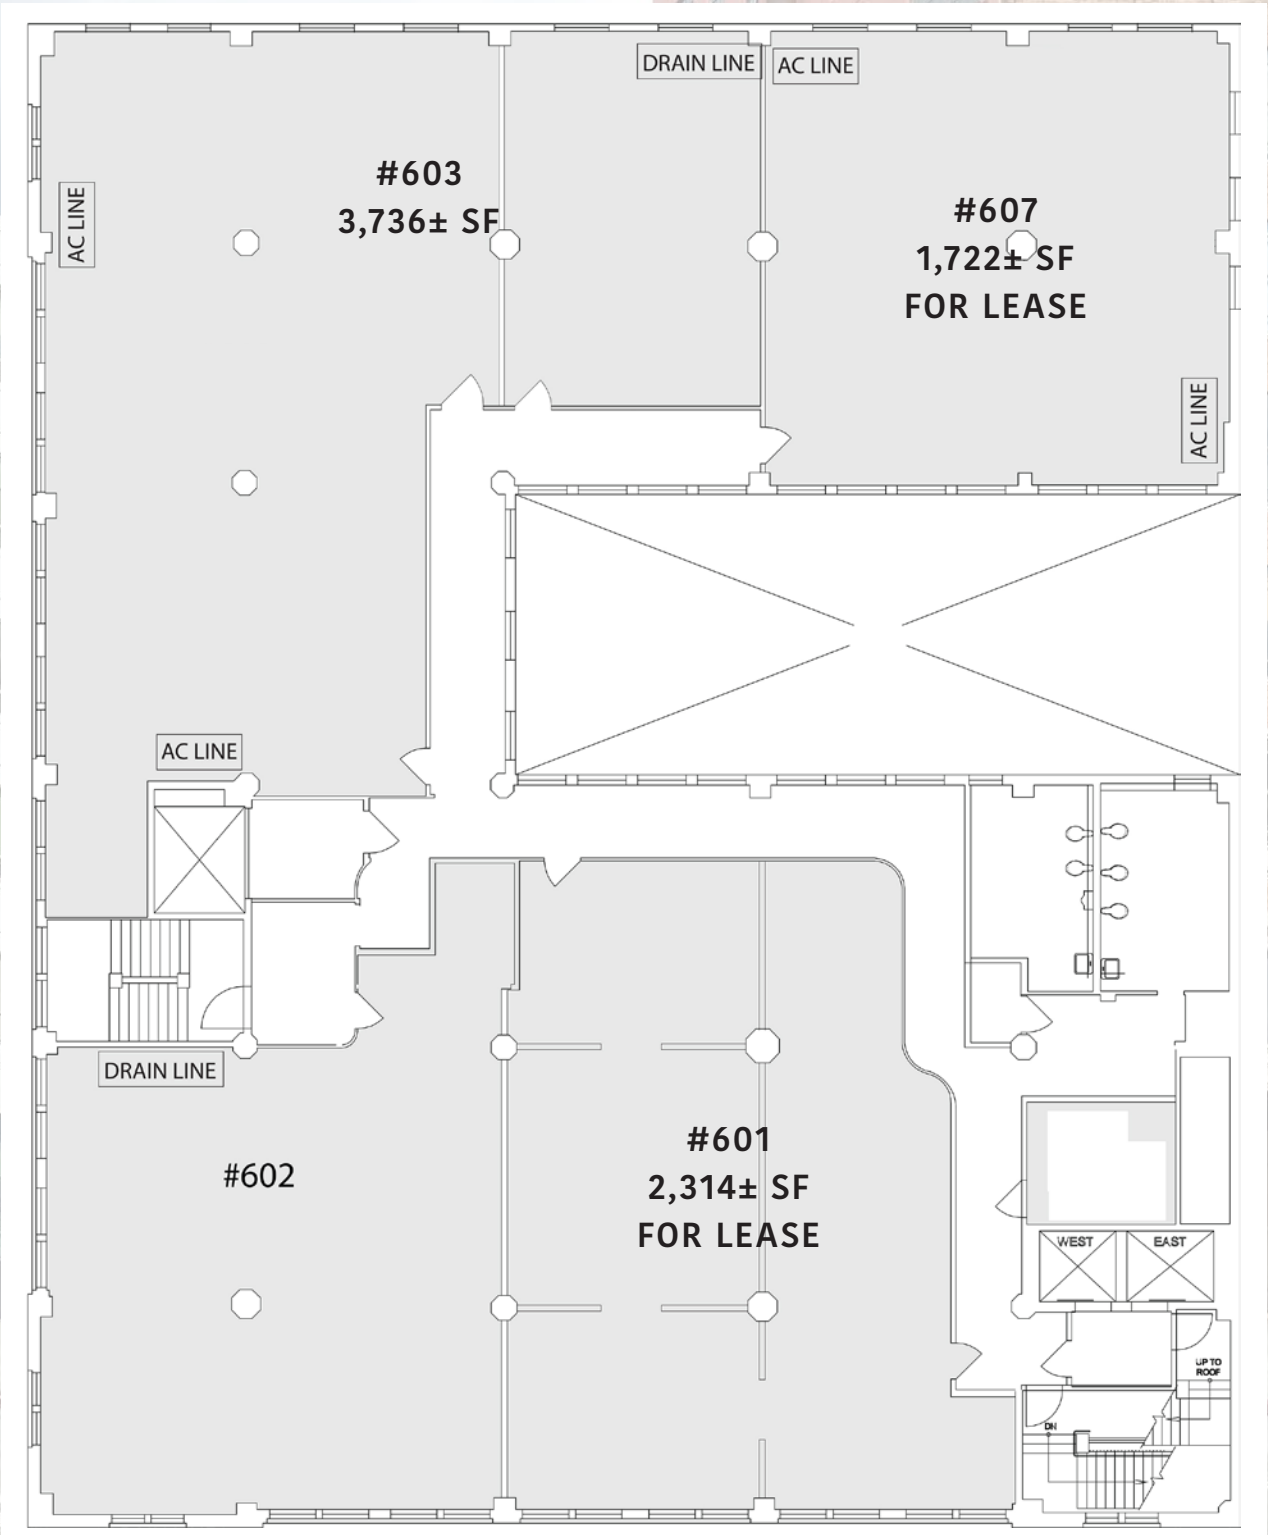 DRAIN LINE
AC LINE
#603
3,736± SF
AC LINE
#607
1,722± SF
FOR LEASE
AC LINE
AC LINE
DRAIN LINE
#602
#601
2,314± SF
FOR LEASE
WEST
EAST
UP TO
ROOF
DN